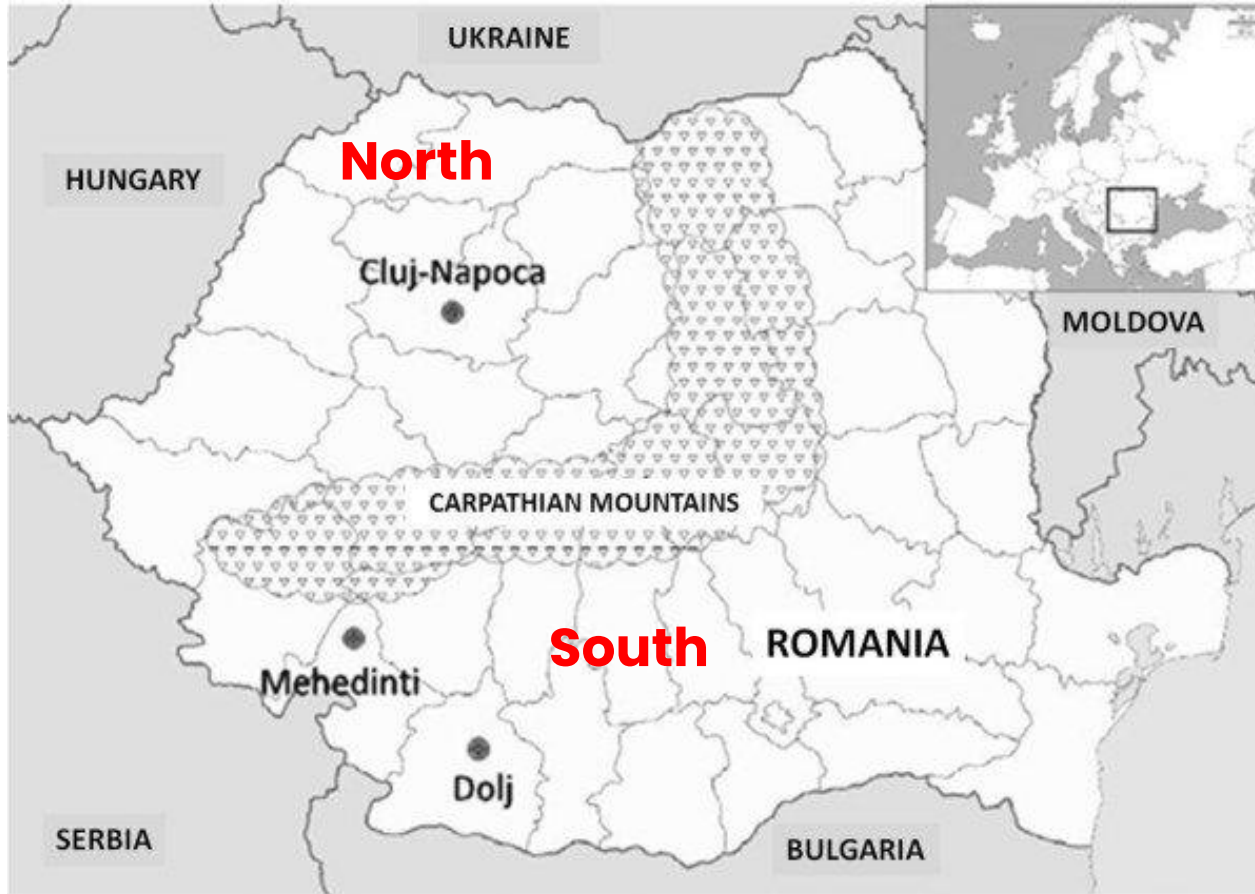 UKRAINE
North
HUNGARY
Cluj-Napoca
MOLDOVA
CARPATHIAN MOUNTAINS
South
ROMANIA
Mehedinti
Dolj
SERBIA
BULGARIA